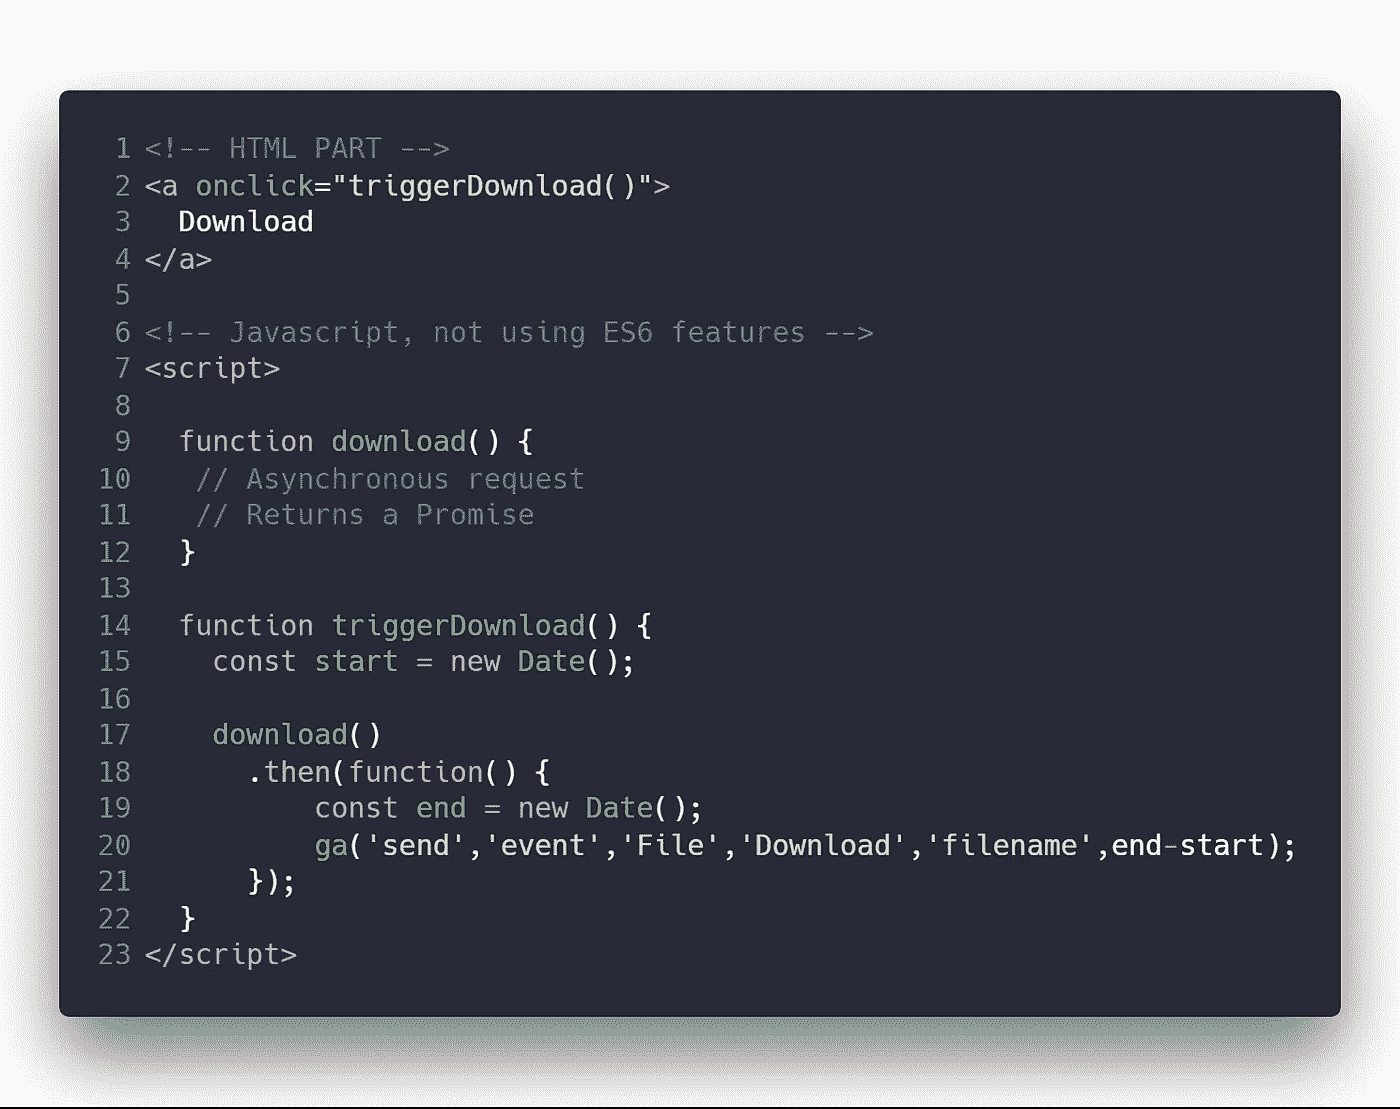 1 <!-- HTML PART -->
2 <a onclick="triggerDownload()">
3   Download
4 </a>
5
6 <!-- Javascript, not using ES6 features -->
7 <script>
8
9   function download() {
10    // Asynchronous request
11    // Returns a Promise
12   }
13
14   function triggerDownload() {
15     const start = new Date();
16
17     download()
18       .then(function() {
19           const end = new Date();
20           ga('send','event','File','Download','filename',end-start);
21       });
22   }
23 </script>